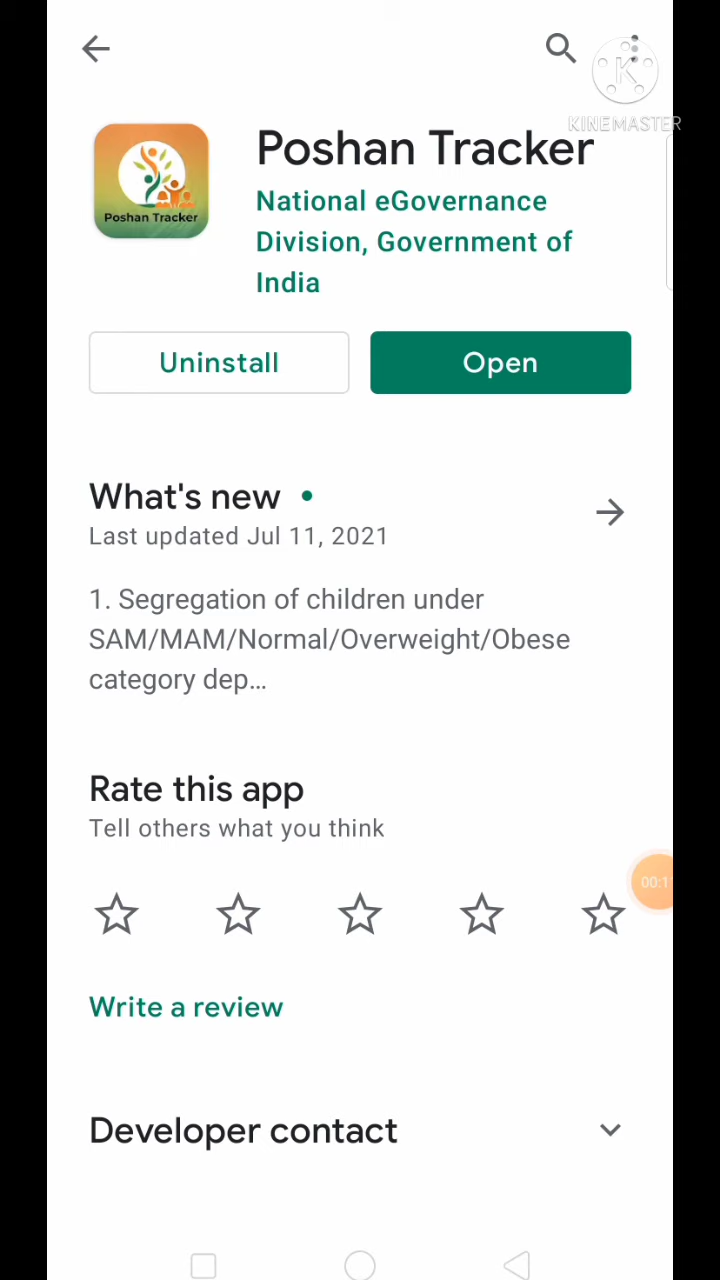 K
KINEMASTER
Poshan Tracker
Poshan Tracker
National eGovernance
Division, Government of
India
Uninstall
Open
What's new
Last updated Jul 11, 2021
1. Segregation of children under
SAM/MAM/Normal/Overweight/Obese
category dep...
Rate this app
Tell others what you think
Write a review
Developer contact